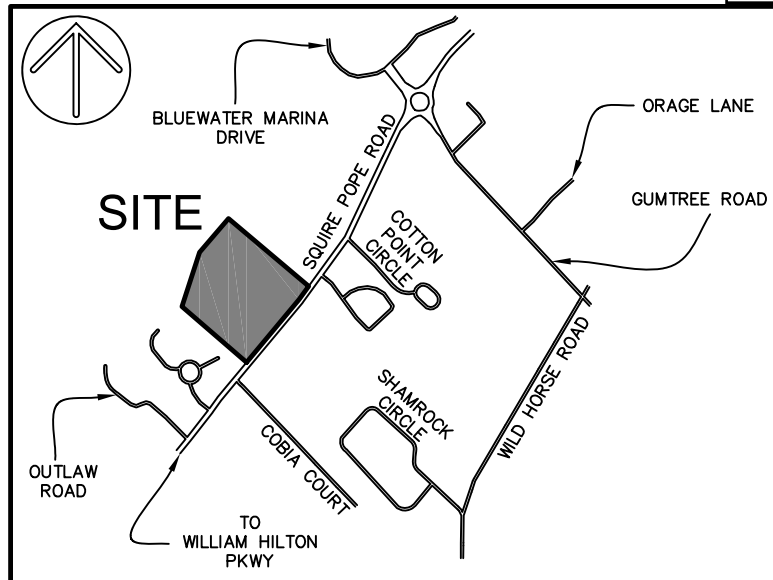 BLUEWATER MARINA
DRIVE
ORAGE LANE
GUMTREE ROAD
SQUIRE POPE ROAD
SITE
COTTON
POINT
CIRCLE
WILD HORSE ROAD
SHAMROCK
CIRCLE
COBIA COURT
OUTLAW
ROAD
TO
WILLIAM HILTON
PKWY